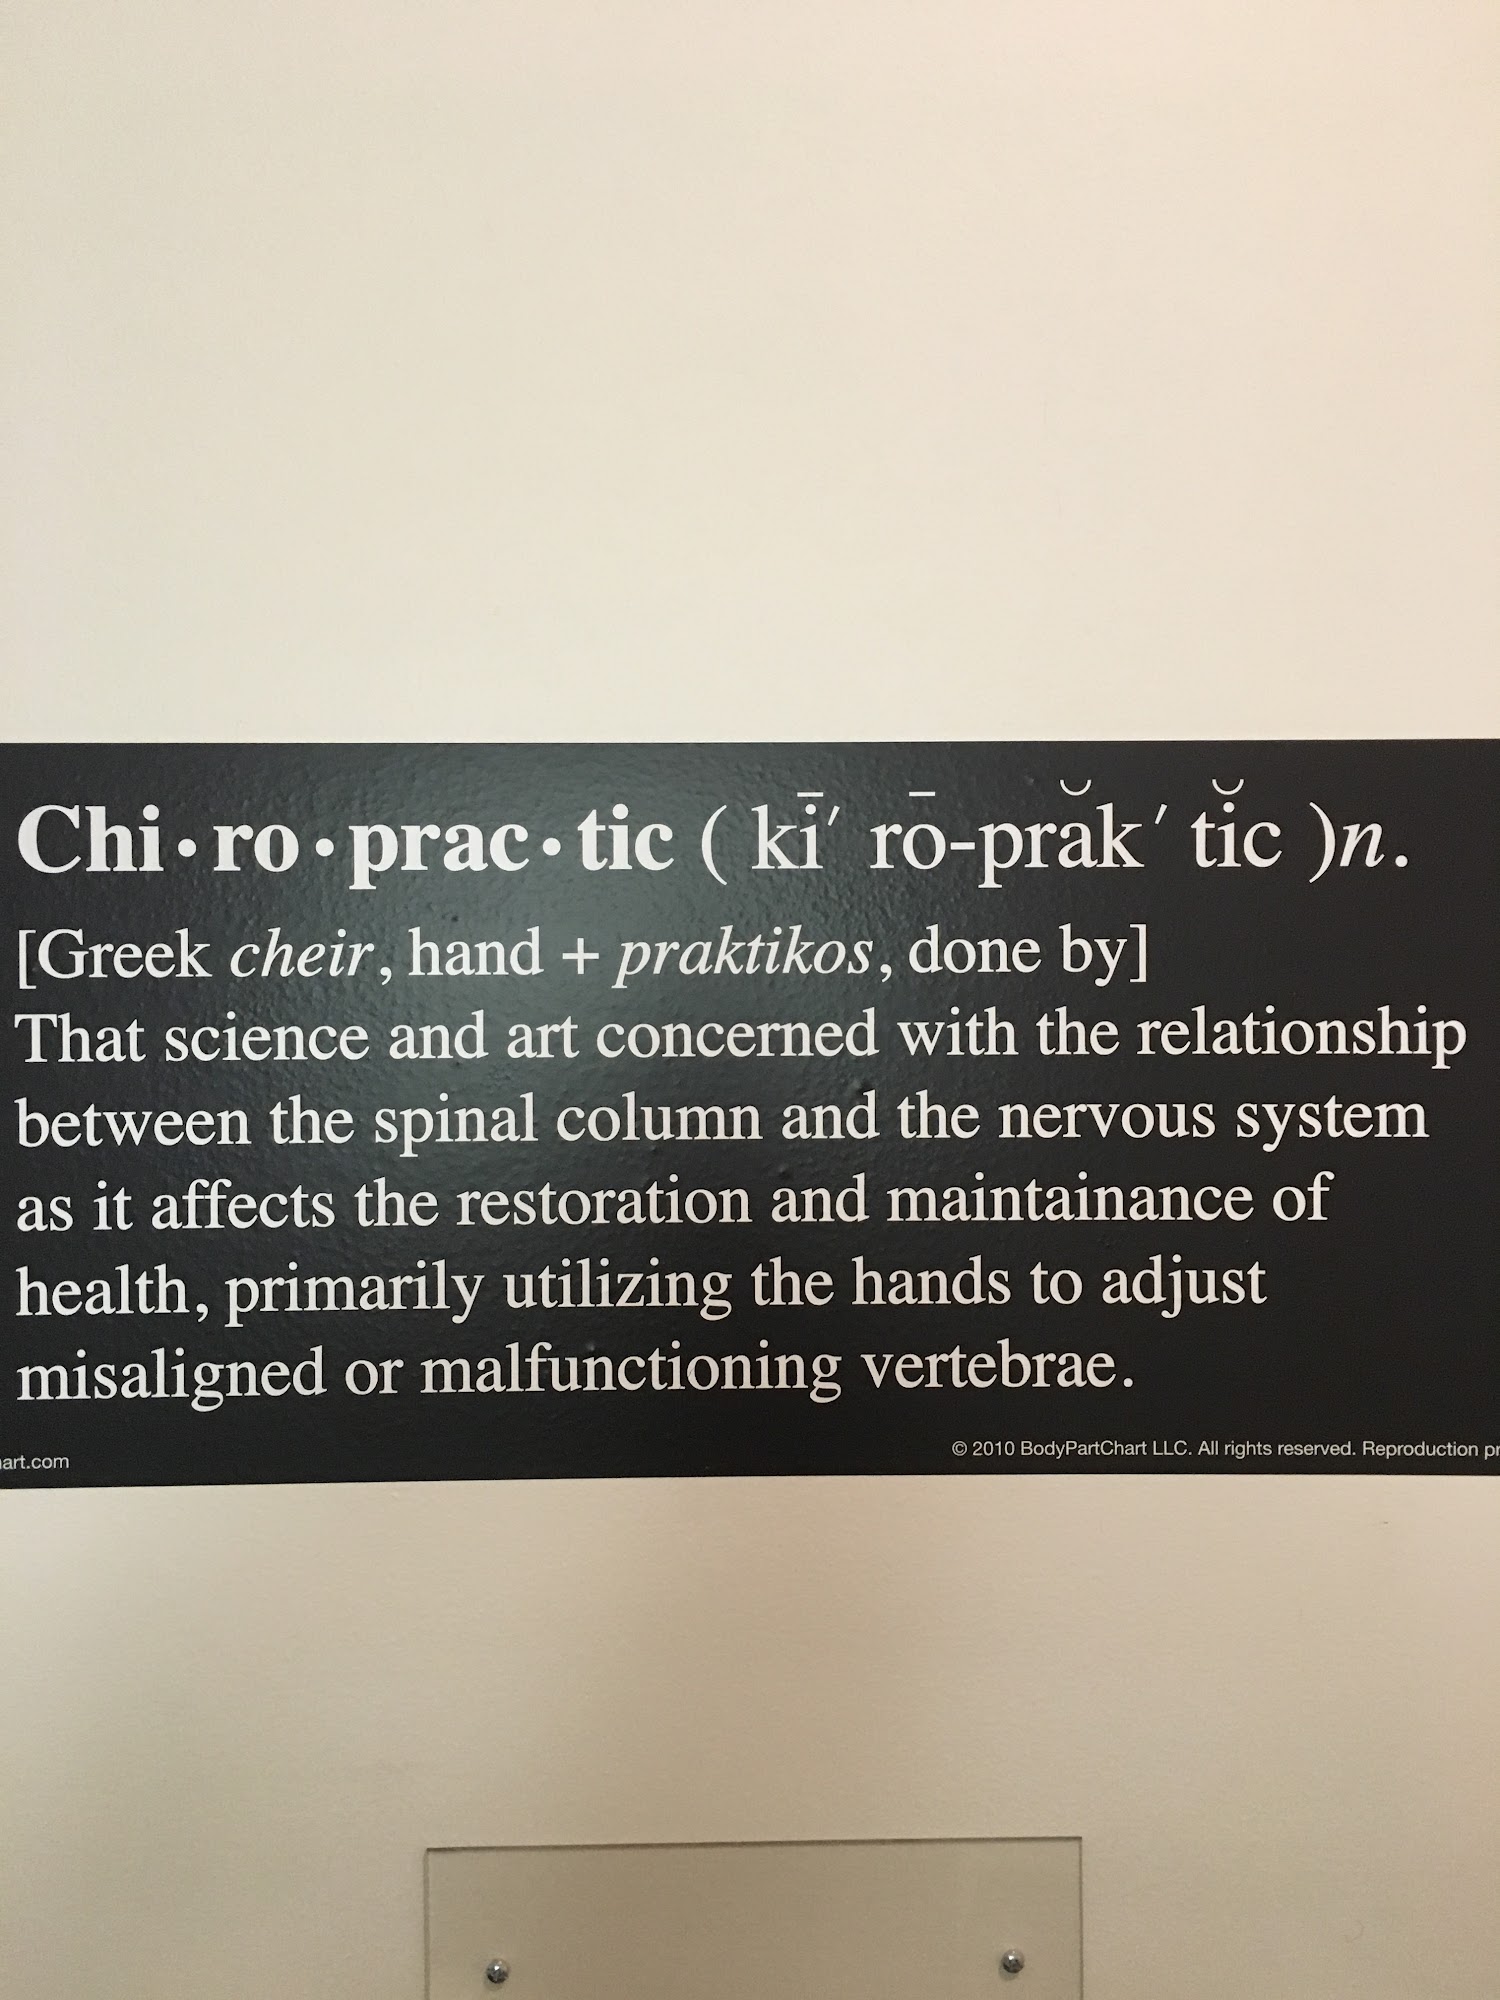 Chi·ro·prac·tic ( kī′ rō-prăk′ tĭc )n.
[Greek cheir, hand + praktikos, done by]
That science and art concerned with the relationship
between the spinal column and the nervous system
as it affects the restoration and maintainance of
health, primarily utilizing the hands to adjust
misaligned or malfunctioning vertebrae.
art.com © 2010 BodyPartChart LLC. All rights reserved. Reproduction pr